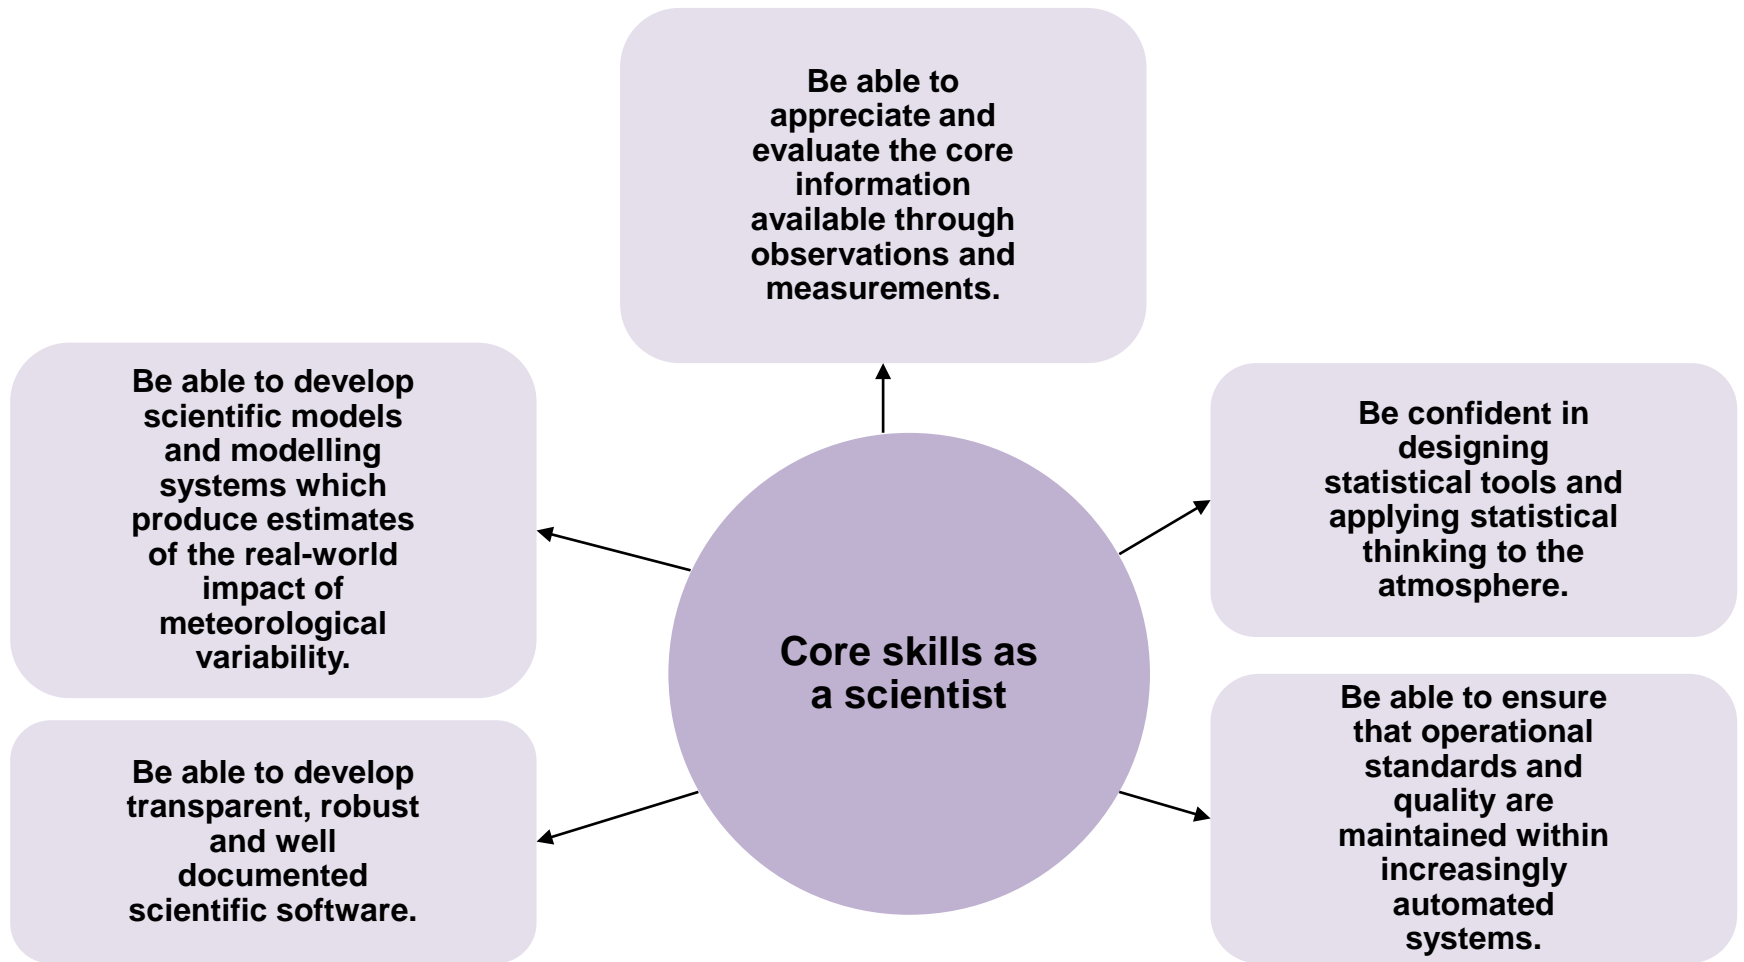 Be able to
appreciate and
evaluate the core
information
available through
observations and
measurements.
Be able to develop
scientific models
and modelling
systems which
produce estimates
of the real-world
impact of
meteorological
variability.
Be confident in
designing
statistical tools and
applying statistical
thinking to the
atmosphere.
Core skills as
a scientist
Be able to develop
transparent, robust
and well
documented
scientific software.
Be able to ensure
that operational
standards and
quality are
maintained within
increasingly
automated
systems.